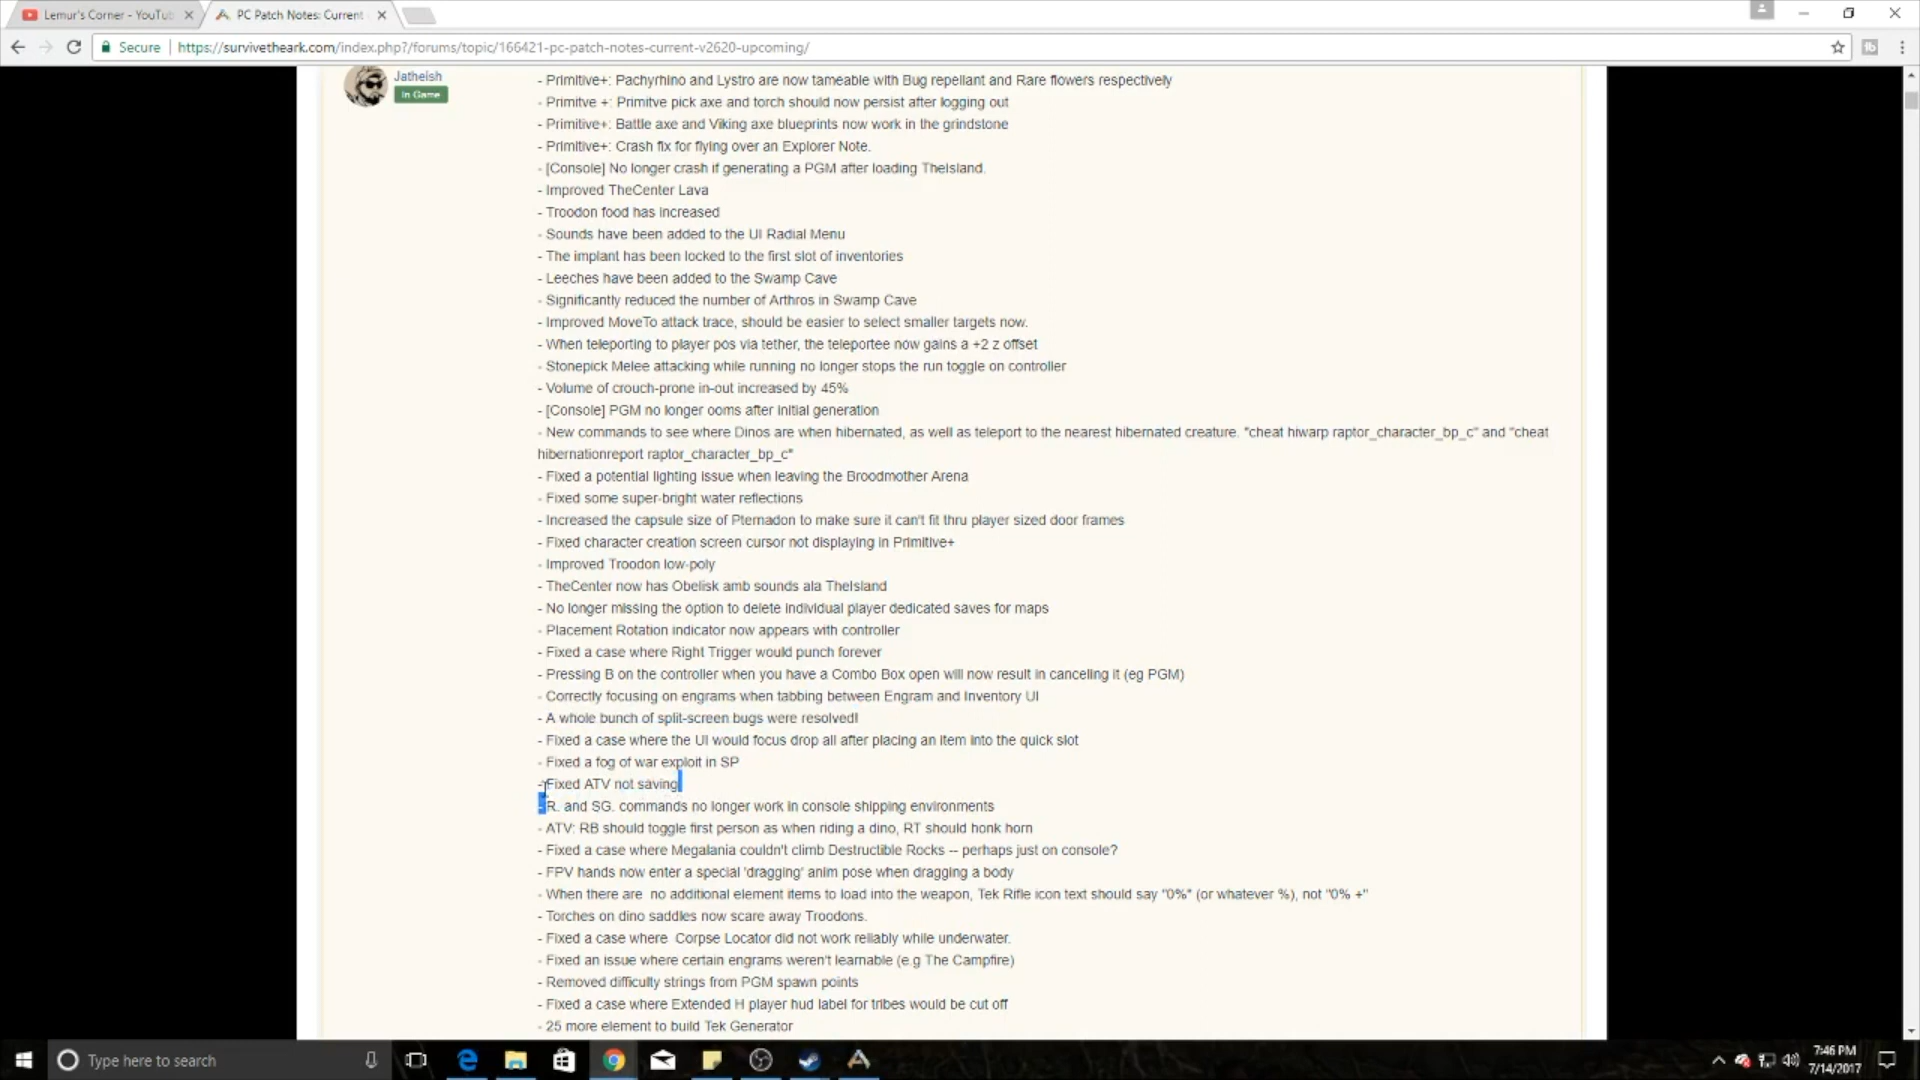 Lemur's Corner - YouTub
PC Patch Notes: Current
Secure
https://survivetheark.com/index.php?/forums/topic/166421-pc-patch-notes-current-v2620-upcoming/
Jatheish
In Game
- Primitive+: Pachyrhino and Lystro are now tameable with Bug repellant and Rare flowers respectively
- Primitve +: Primitve pick axe and torch should now persist after logging out
- Primitive+: Battle axe and Viking axe blueprints now work in the grindstone
- Primitive+: Crash fix for flying over an Explorer Note.
- [Console] No longer crash if generating a PGM after loading TheIsland.
- Improved TheCenter Lava
- Troodon food has increased
- Sounds have been added to the UI Radial Menu
- The implant has been locked to the first slot of inventories
- Leeches have been added to the Swamp Cave
- Significantly reduced the number of Arthros in Swamp Cave
- Improved MoveTo attack trace, should be easier to select smaller targets now.
- When teleporting to player pos via tether, the teleportee now gains a +2 z offset
- Stonepick Melee attacking while running no longer stops the run toggle on controller
- Volume of crouch-prone in-out increased by 45%
- [Console] PGM no longer ooms after initial generation
- New commands to see where Dinos are when hibernated, as well as teleport to the nearest hibernated creature. "cheat hiwarp raptor_character_bp_c" and "cheat
hibernationreport raptor_character_bp_c"
- Fixed a potential lighting issue when leaving the Broodmother Arena
- Fixed some super-bright water reflections
- Increased the capsule size of Pternadon to make sure it can't fit thru player sized door frames
- Fixed character creation screen cursor not displaying in Primitive+
- Improved Troodon low-poly
- TheCenter now has Obelisk amb sounds ala TheIsland
- No longer missing the option to delete individual player dedicated saves for maps
- Placement Rotation indicator now appears with controller
- Fixed a case where Right Trigger would punch forever
- Pressing B on the controller when you have a Combo Box open will now result in canceling it (eg PGM)
- Correctly focusing on engrams when tabbing between Engram and Inventory UI
- A whole bunch of split-screen bugs were resolved!
- Fixed a case where the UI would focus drop all after placing an item into the quick slot
- Fixed a fog of war exploit in SP
- Fixed ATV not saving
- R. and SG. commands no longer work in console shipping environments
- ATV: RB should toggle first person as when riding a dino, RT should honk horn
- Fixed a case where Megalania couldn't climb Destructible Rocks -- perhaps just on console?
- FPV hands now enter a special 'dragging' anim pose when dragging a body
- When there are  no additional element items to load into the weapon, Tek Rifle icon text should say "0%" (or whatever %), not "0% +"
- Torches on dino saddles now scare away Troodons.
- Fixed a case where  Corpse Locator did not work reliably while underwater.
- Fixed an issue where certain engrams weren't learnable (e.g The Campfire)
- Removed difficulty strings from PGM spawn points
- Fixed a case where Extended H player hud label for tribes would be cut off
- 25 more element to build Tek Generator
Type here to search
7:46 PM
7/14/2017